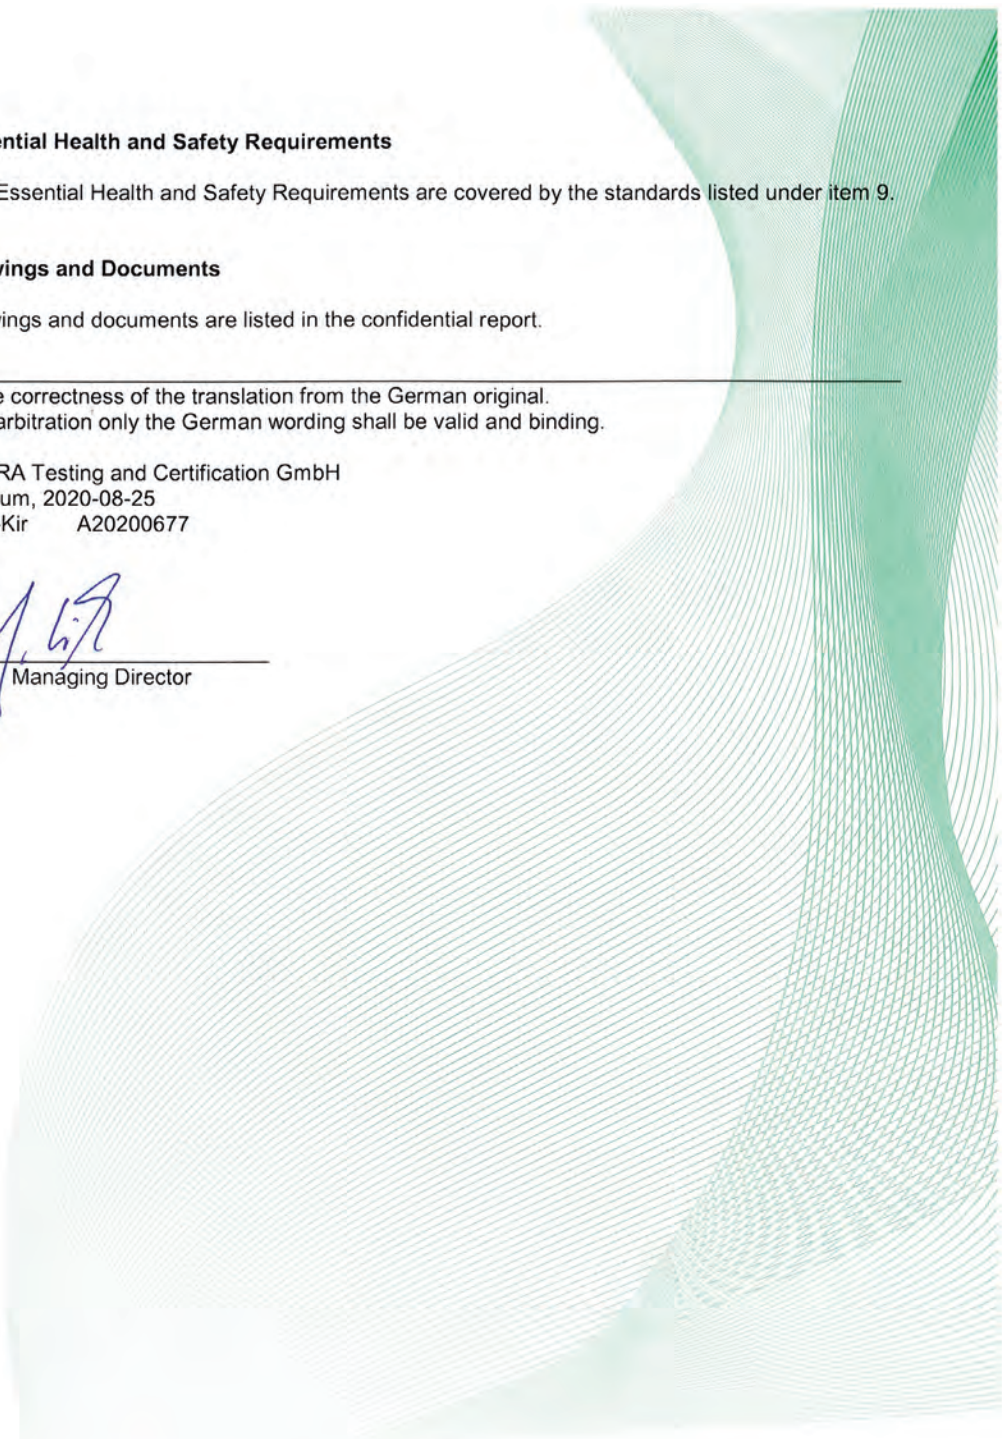 ential Health and Safety Requirements
Essential Health and Safety Requirements are covered by the standards listed under item 9.
wings and Documents
ings and documents are listed in the confidential report.
e correctness of the translation from the German original.
arbitration only the German wording shall be valid and binding.
RA Testing and Certification GmbH
um, 2020-08-25
Kir A20200677
Managing Director